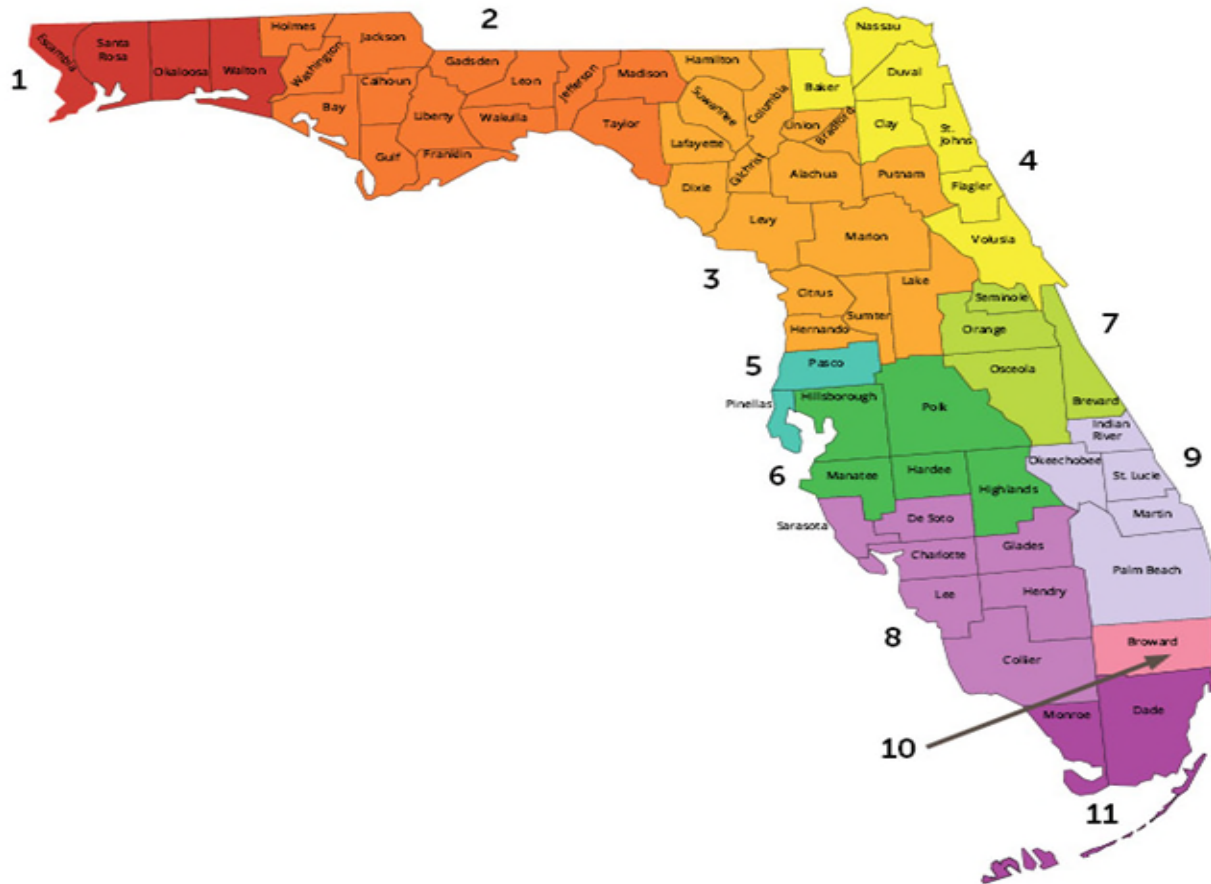 2
Holmes
Nassau
Jackson
Santa
Rosa
Escambia
Okaloosa
Walton
Washington
Gadsden
Leon
Jefferson
Madison
Hamilton
1
Calhoun
Baker
Duval
Bay
Liberty
Wakulla
Taylor
Suwannee
Columbia
Union
Bradford
Clay
St.
Johns
Gulf
Franklin
Lafayette
Gilchrist
Alachua
Putnam
4
Dixie
Flagler
Levy
Marion
Volusia
3
Citrus
Sumter
Lake
Seminole
Hernando
Orange
7
5
Pasco
Osceola
Pinellas
Hillsborough
Polk
Brevard
Indian
River
6
Manatee
Hardee
Highlands
Okeechobee
St. Lucie
9
Sarasota
De Soto
Martin
Charlotte
Glades
Lee
Hendry
Palm Beach
8
Collier
Broward
Monroe
Dade
10
11